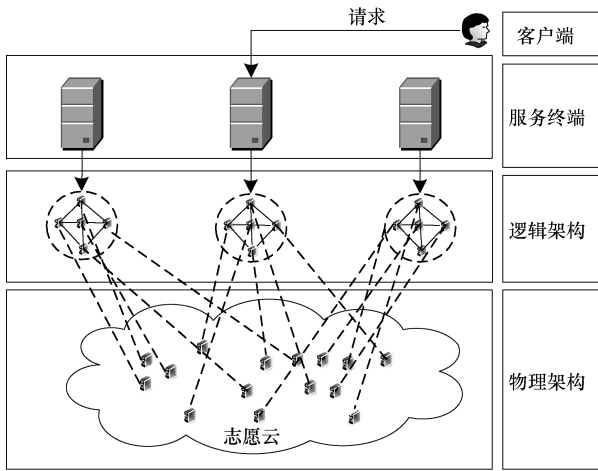 请求
客户端
服务终端
逻辑架构
物理架构
志愿云